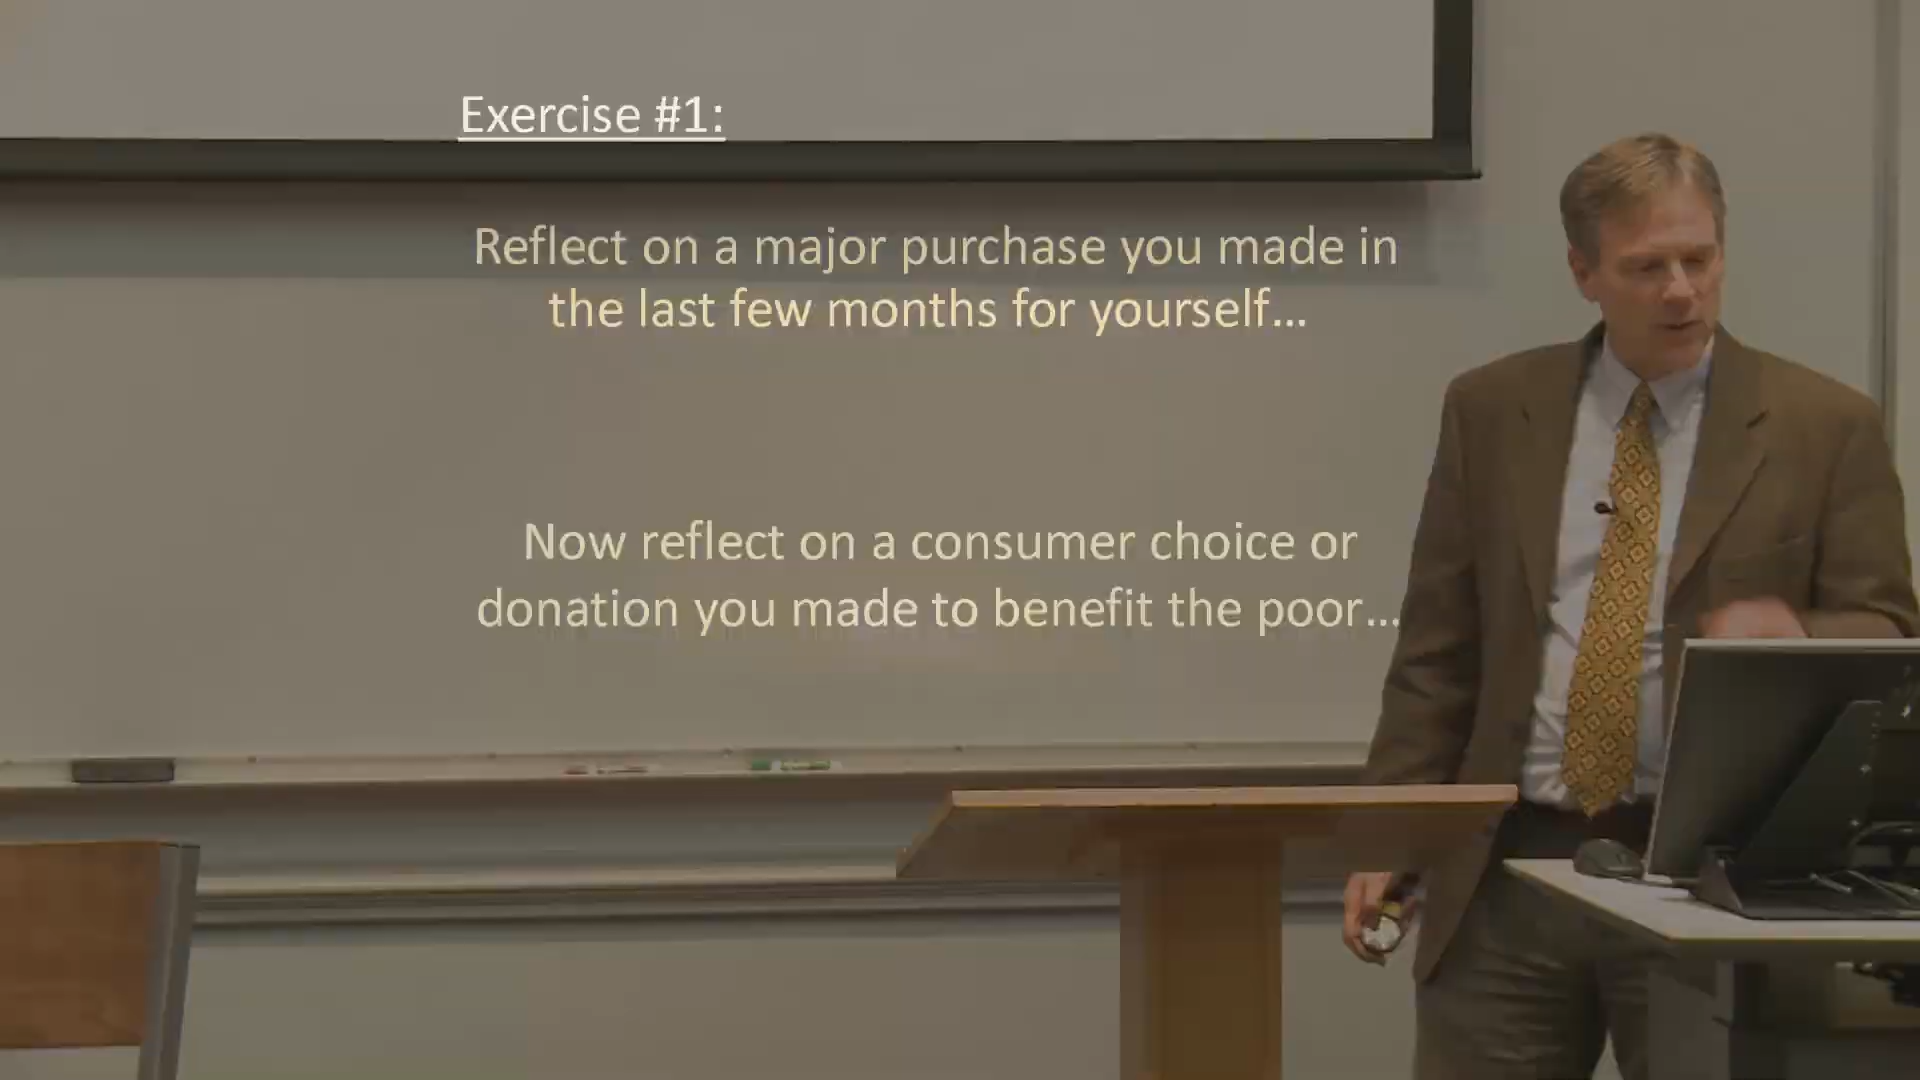 Exercise #1:
Reflect on a major purchase you made in
the last few months for yourself…
Now reflect on a consumer choice or
donation you made to benefit the poor…